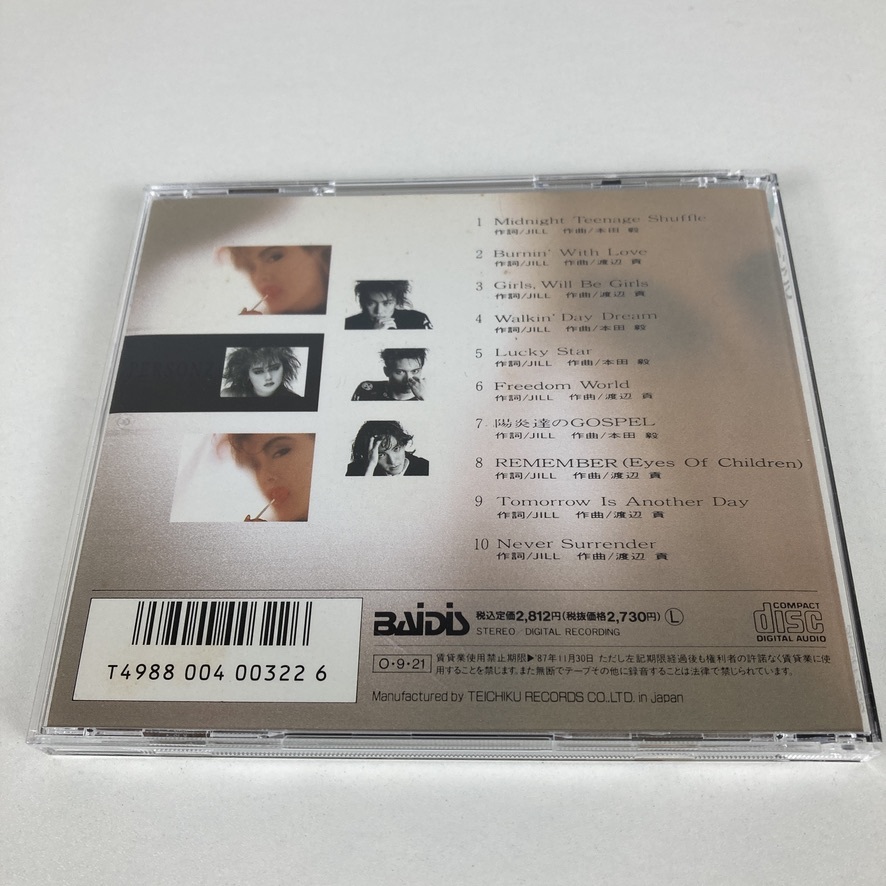 PERSONZ
1 Midnight Teenage Shuffle
作詞/JILL 作曲/本田 毅
2 Burnin' With Love
作詞/JILL 作曲/渡辺 貢
3 Girls, Will Be Girls
作詞/JILL 作曲/渡辺 貢
4 Walkin' Day Dream
作詞/JILL 作曲/本田 毅
5 Lucky Star
作詞/JILL 作曲/本田 毅
6 Freedom World
作詞/JILL 作曲/渡辺 貢
7 陽炎達のGOSPEL
作詞/JILL 作曲/本田 毅
8 REMEMBER (Eyes Of Children)
作詞/JILL 作曲/渡辺 貢
9 Tomorrow Is Another Day
作詞/JILL 作曲/渡辺 貢
10 Never Surrender
作詞/JILL 作曲/渡辺 貢
T4988 004 00322 6
BAiDiS 税込定価2,812円(税抜価格2,730円) Ⓛ
STEREO/DIGITAL RECORDING
COMPACT
disc
DIGITAL AUDIO
O・9・21 賃貸業使用禁止期限▶'87年11月30日 ただし左記期限経過後も権利者の許諾なく賃貸業に使
用することを禁じます。また無断でテープその他に録音することは法律で禁じられています。
Manufactured by TEICHIKU RECORDS CO.,LTD. in Japan